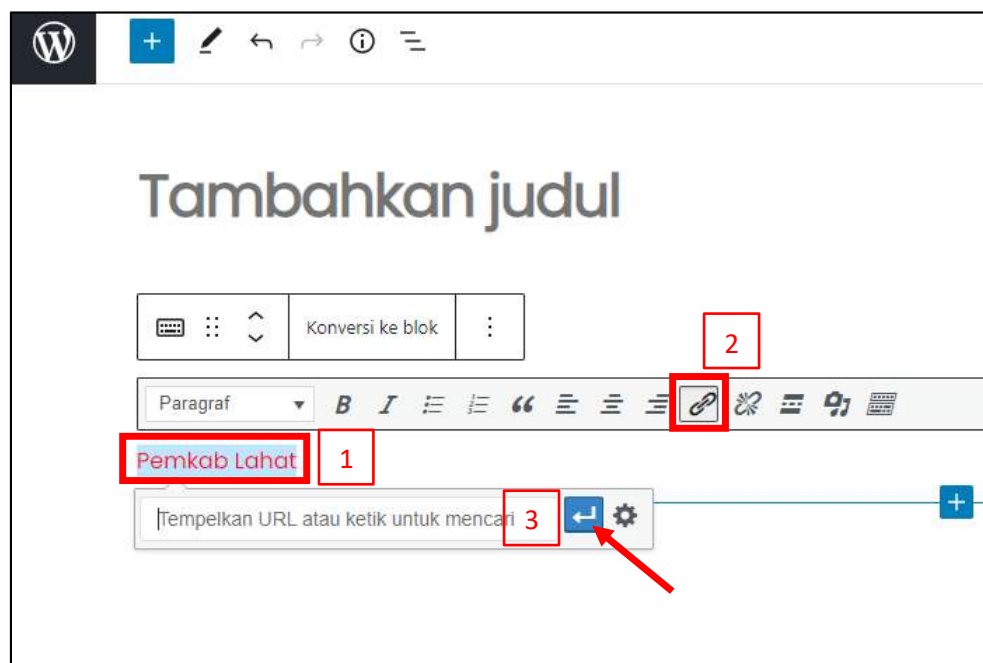 Tambahkan judul
Konversi ke blok
2
Paragraf
B I
Pemkab Lahat
1
Tempelkan URL atau ketik untuk mencari
3